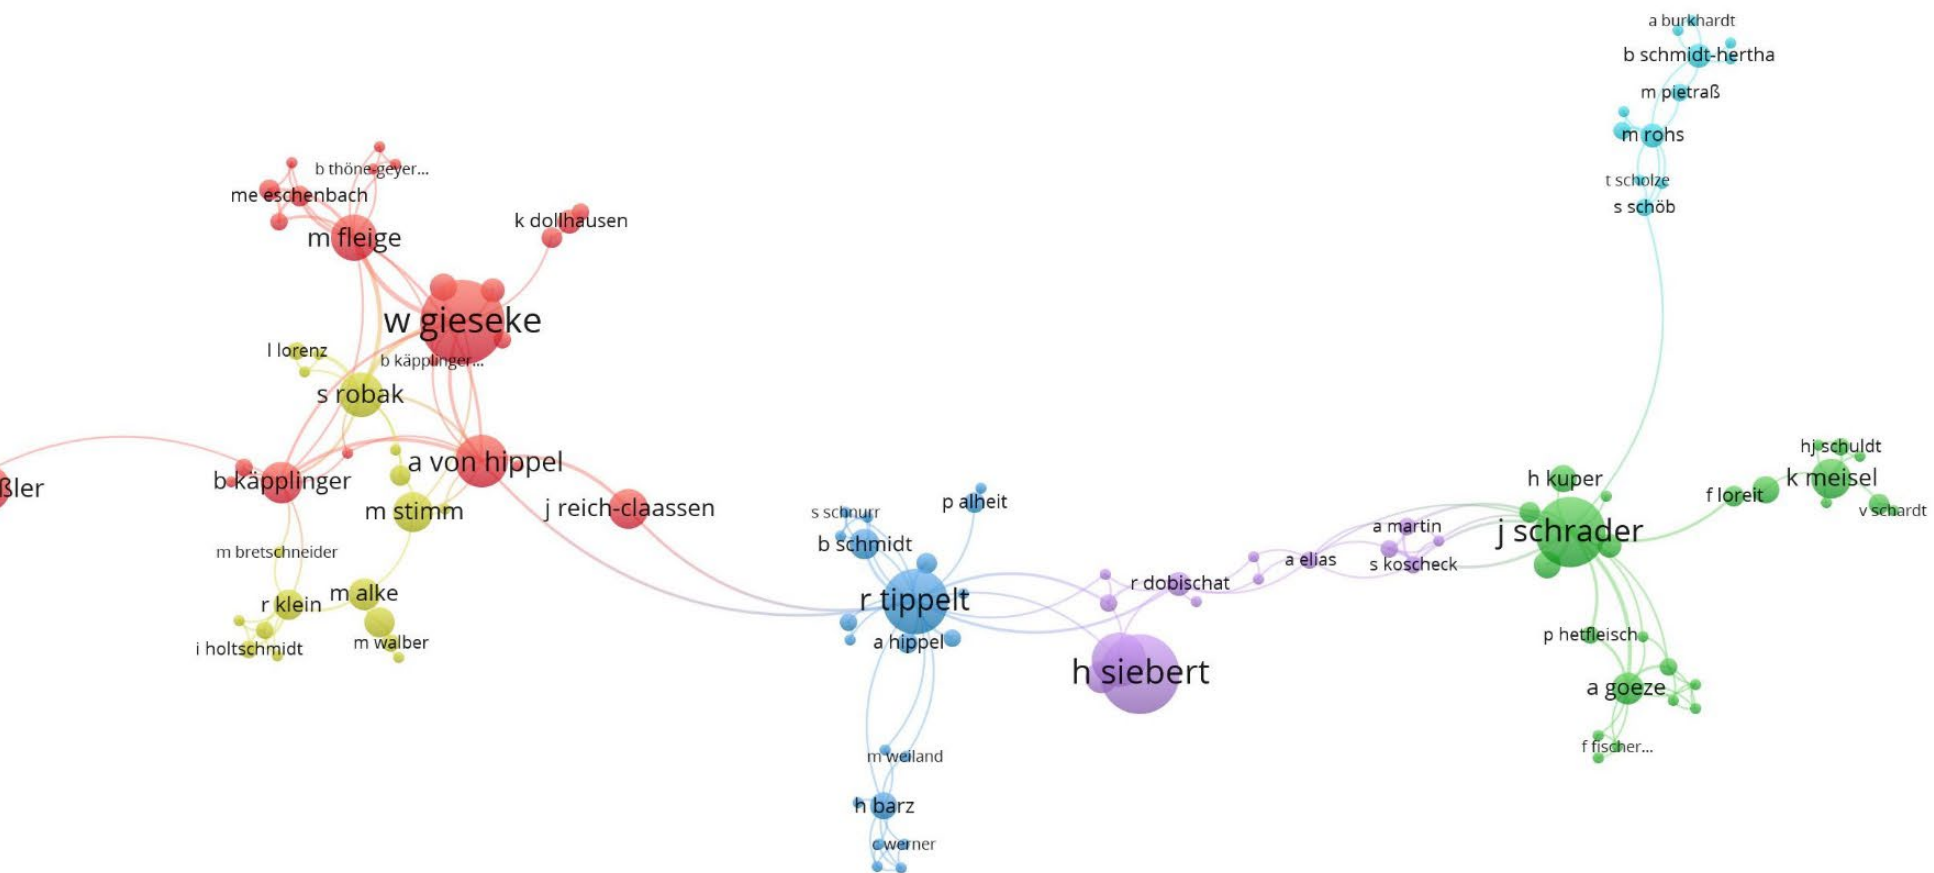 a burkhardt
b schmidt-hertha
m pietraß
m rohs
t scholze
s schöb
b thöne-geyer...
me eschenbach
m fleige
k dollhausen
w gieseke
b käpplinger...
l lorenz
s robak
a von hippel
b käpplinger
ßler
m stimm
j reich-claassen
m bretschneider
m alke
r klein
m walber
i holtschmidt
p alheit
s schnurr
b schmidt
r tippelt
a hippel
m weiland
h barz
c werner
r dobischat
h siebert
a elias
a martin
s koscheck
h kuper
j schrader
hj schuldt
k meisel
f loreit
v schardt
p hetfleisch
a goeze
f fischer...